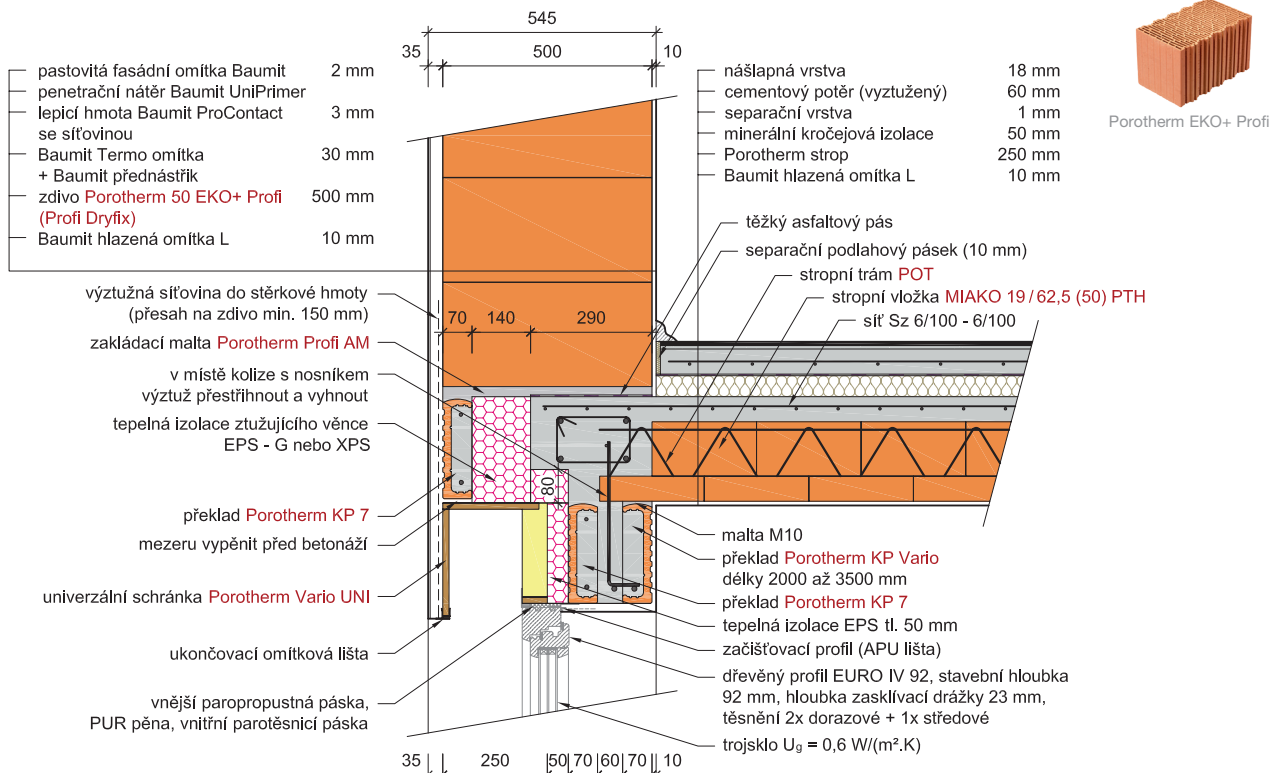 545
35 500 10
pastovitá fasádní omítka Baumit 2 mm
penetrační nátěr Baumit UniPrimer
lepicí hmota Baumit ProContact 3 mm
se síťovinou
Baumit Termo omítka 30 mm
+ Baumit přednástřik
zdivo Porotherm 50 EKO+ Profi 500 mm
(Profi Dryfix)
Baumit hlazená omítka L 10 mm
nášlapná vrstva 18 mm
cementový potěr (vyztužený) 60 mm
separační vrstva 1 mm
minerální kročejová izolace 50 mm
Porotherm strop 250 mm
Baumit hlazená omítka L 10 mm
Porotherm EKO+ Profi
těžký asfaltový pás
separační podlahový pásek (10 mm)
stropní trám POT
stropní vložka MIAKO 19/62,5 (50) PTH
síť Sz 6/100 - 6/100
výztužná síťovina do stěrkové hmoty
(přesah na zdivo min. 150 mm)
70 140 290
zakládací malta Porotherm Profi AM
v místě kolize s nosníkem
výztuž přestřihnout a vyhnout
tepelná izolace ztužujícího věnce
EPS - G nebo XPS
80
překlad Porotherm KP 7
mezeru vypěnit před betonáží
univerzální schránka Porotherm Vario UNI
ukončovací omítková lišta
vnější paropropustná páska,
PUR pěna, vnitřní parotěsnicí páska
malta M10
překlad Porotherm KP Vario
délky 2000 až 3500 mm
překlad Porotherm KP 7
tepelná izolace EPS tl. 50 mm
začišťovací profil (APU lišta)
dřevěný profil EURO IV 92, stavební hloubka
92 mm, hloubka zasklívací drážky 23 mm,
těsnění 2x dorazové + 1x středové
trojsklo Ug = 0,6 W/(m².K)
35 250 50 70 60 70 10